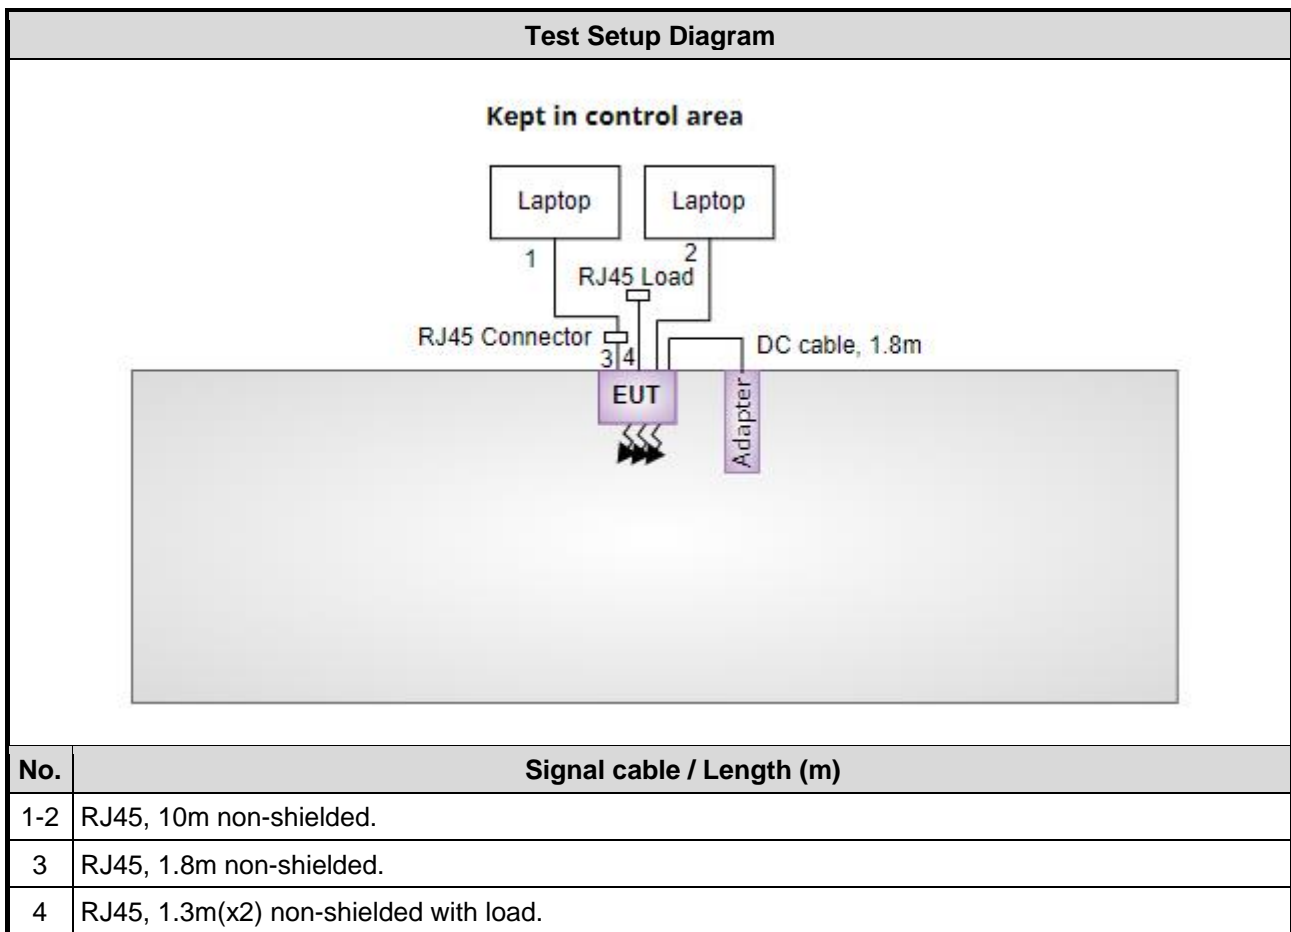 Test Setup Diagram
Kept in control area
Laptop
Laptop
1
2
RJ45 Load
RJ45 Connector
3
4
DC cable, 1.8m
EUT
Adapter
No.
Signal cable / Length (m)
1-2
RJ45, 10m non-shielded.
3
RJ45, 1.8m non-shielded.
4
RJ45, 1.3m(x2) non-shielded with load.